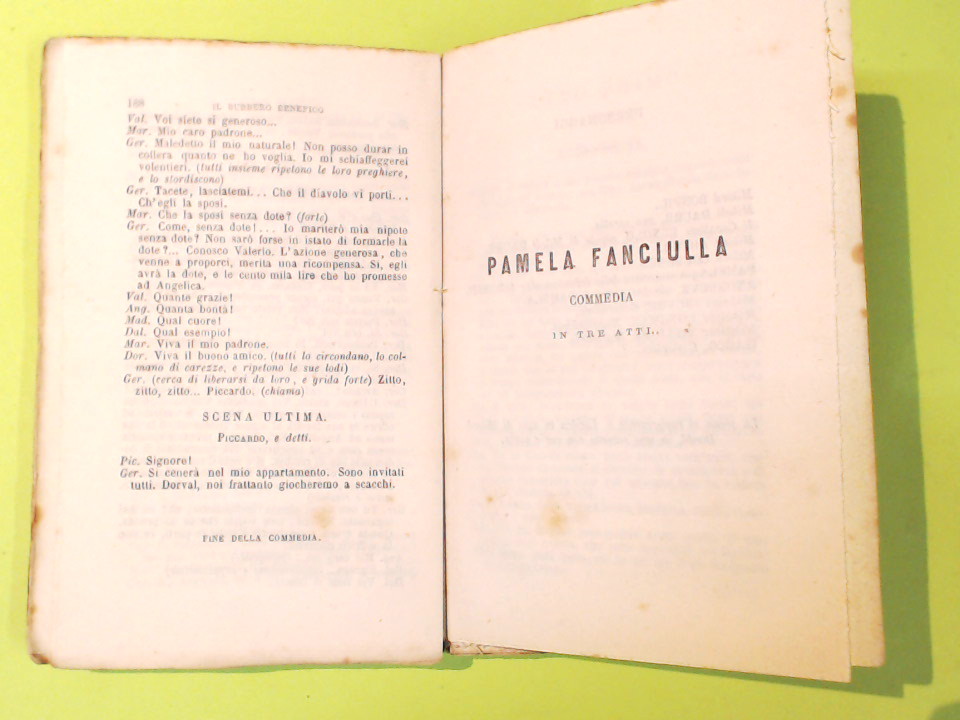 188 IL BURBERO BENEFICO
Val. Voi siete sì generoso...
Mar. Mio caro padrone...
Ger. Maledetto il mio naturale! Non posso durar in
collera quanto ne ho voglia. Io mi schiaffeggerei
volentieri. (tutti insieme ripetono le loro preghiere,
e lo stordiscono)
Ger. Tacete, lasciatemi... Che il diavolo vi porti...
Ch'egli la sposi.
Mar. Che la sposi senza dote? (forte)
Ger. Come, senza dote!... Io mariterò mia nipote
senza dote? Non sarò forse in istato di formarle la
dote?... Conosco Valerio. L'azione generosa, che
venne a proporci, merita una ricompensa. Sì, egli
avrà la dote, e le cento mila lire che ho promesse
ad Angelica.
Val. Quante grazie!
Ang. Quanta bontà!
Mad. Qual cuore!
Dal. Qual esempio!
Mar. Viva il mio padrone.
Dor. Viva il buono amico. (tutti lo circondano, lo col-
mano di carezze, e ripetono le sue lodi)
Ger. (cerca di liberarsi da loro, e grida forte) Zitto,
zitto, zitto... Piccardo. (chiama)
SCENA ULTIMA.
PICCARDO, e detti.
Pic. Signore!
Ger. Si cenerà nel mio appartamento. Sono invitati
tutti. Dorval, noi frattanto giocheremo a scacchi.
FINE DELLA COMMEDIA.
PAMELA FANCIULLA
COMMEDIA
IN TRE ATTI.